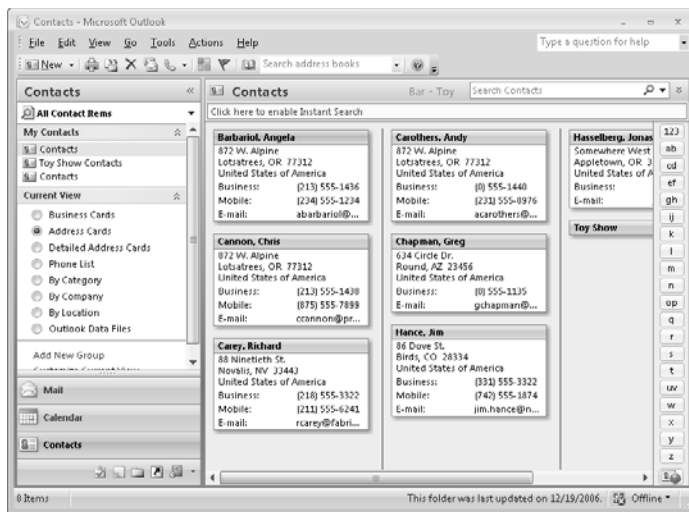 Contacts - Microsoft Outlook
File Edit View Go Tools Actions Help
Type a question for help
New
Search address books
Contacts
All Contact Items
My Contacts
Contacts
Toy Show Contacts
Contacts
Current View
Business Cards
Address Cards
Detailed Address Cards
Phone List
By Category
By Company
By Location
Outlook Data Files
Add New Group
Mail
Calendar
Contacts
Contacts
Bar - Toy
Search Contacts
Click here to enable Instant Search
Barbariol, Angela
872 W. Alpine
Lotsatrees, OR 77312
United States of America
Business: (213) 555-1436
Mobile: (234) 555-1234
E-mail: abarbariol@...
Cannon, Chris
872 W. Alpine
Lotsatrees, OR 77312
United States of America
Business: (213) 555-1438
Mobile: (875) 555-7899
E-mail: ccannon@pr...
Carey, Richard
88 Ninetieth St.
Novalis, NV 33443
United States of America
Business: (218) 555-3322
Mobile: (211) 555-6241
E-mail: rcarey@fabri...
Carothers, Andy
872 W. Alpine
Lotsatrees, OR 77312
United States of America
Business: (0) 555-1440
Mobile: (231) 555-0976
E-mail: acarothers@...
Chapman, Greg
634 Circle Dr.
Round, AZ 23456
United States of America
Business: (0) 555-1135
E-mail: gchapman@...
Hance, Jim
86 Dove St.
Birds, CO 28334
United States of America
Business: (331) 555-3322
Mobile: (742) 555-1874
E-mail: jim.hance@n...
Hasselberg, Jonas
Somewhere West
Appletown, OR 3
United States of A
Business:
E-mail:
Toy Show
123
ab
cd
ef
gh
ij
k
l
m
n
op
q
r
s
t
uv
w
x
y
z
0 Items
This folder was last updated on 12/19/2006.
Offline